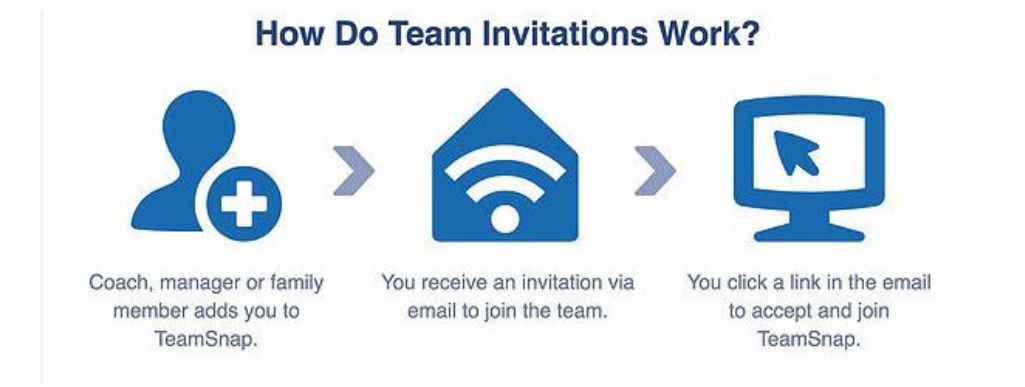 How Do Team Invitations Work?
Coach, manager or family
member adds you to
TeamSnap.
You receive an invitation via
email to join the team.
You click a link in the email
to accept and join
TeamSnap.